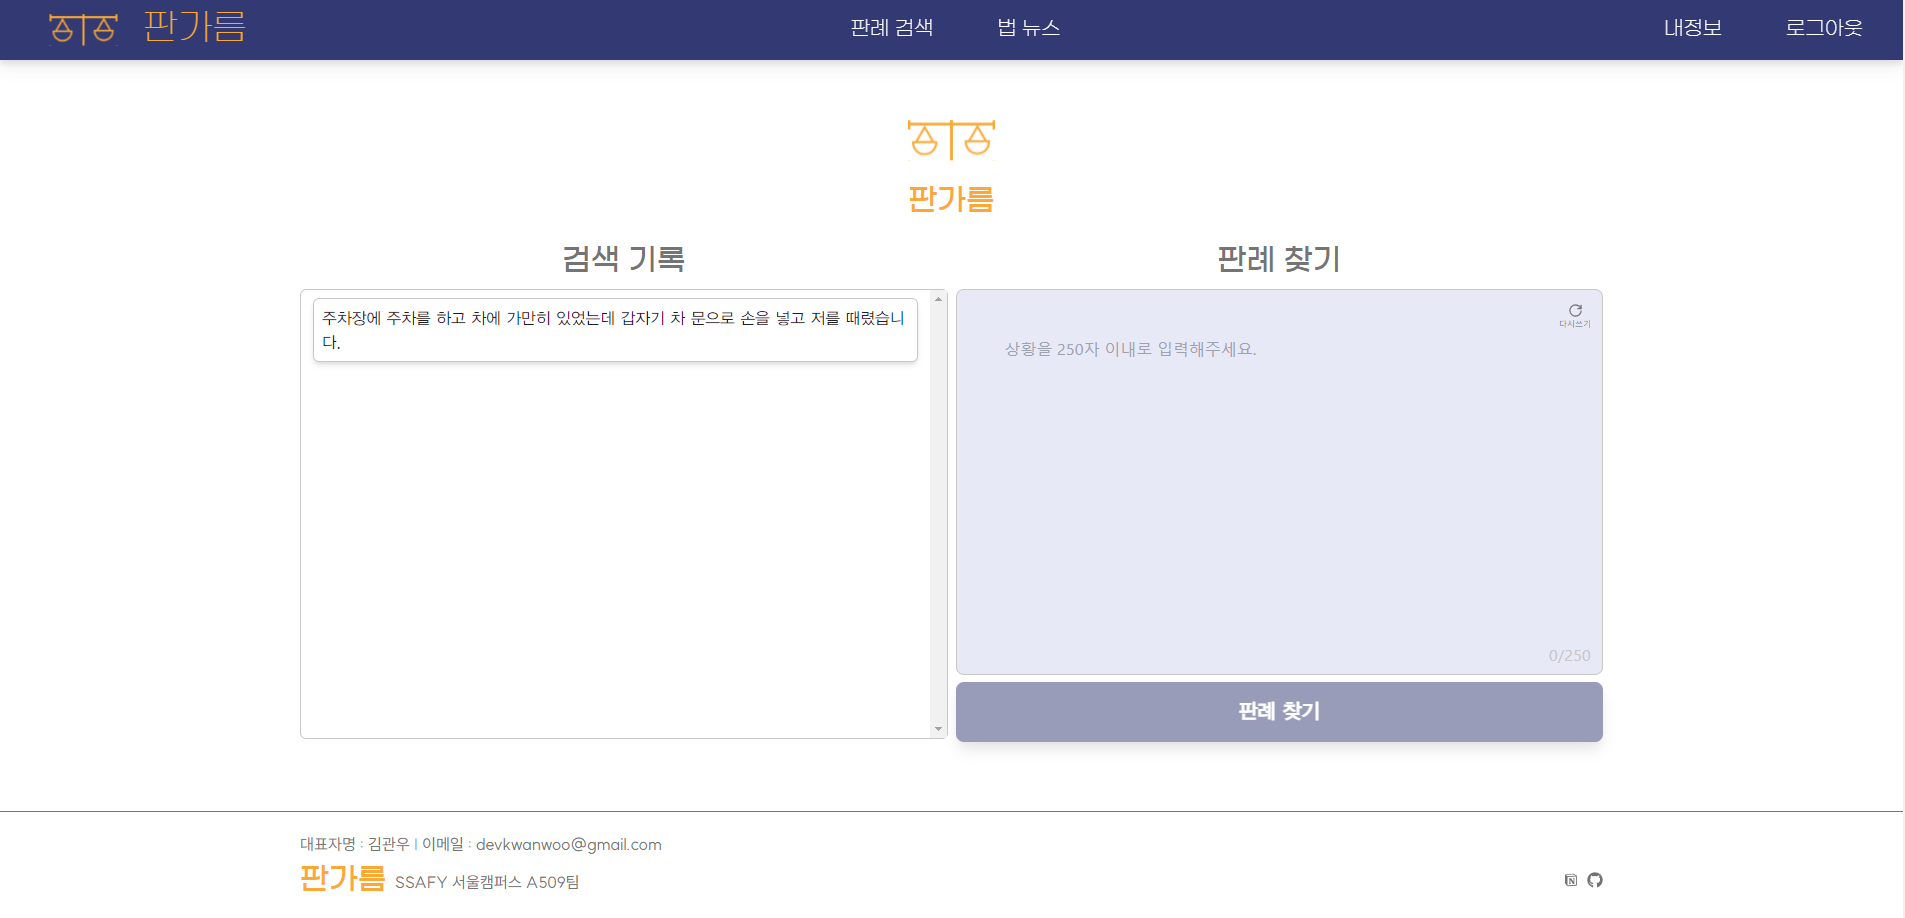 판가름
판례 검색
법 뉴스
내정보
로그아웃
판가름
검색 기록
판례 찾기
주차장에 주차를 하고 차에 가만히 있었는데 갑자기 차 문으로 손을 넣고 저를 때렸습니
다.
다시쓰기
상황을 250자 이내로 입력해주세요.
0/250
판례 찾기
대표자명 : 김관우 | 이메일 : devkwanwoo@gmail.com
판가름 SSAFY 서울캠퍼스 A509팀